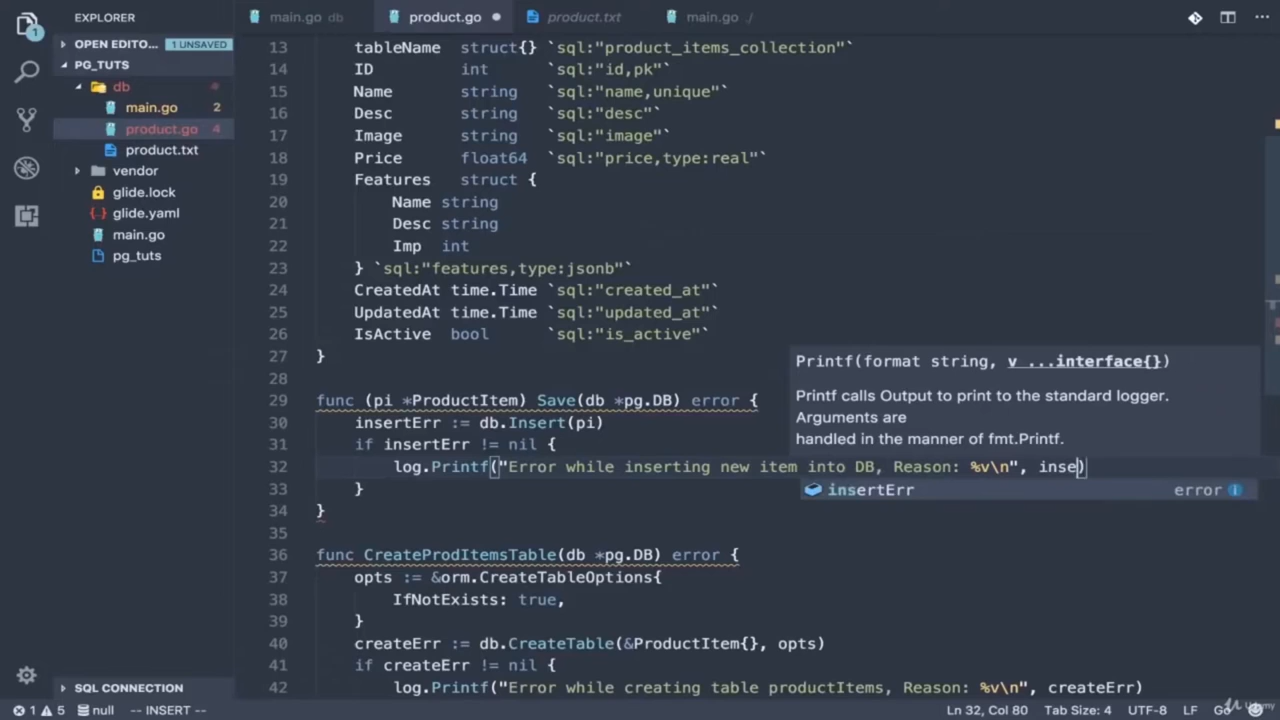 EXPLORER
main.go db
product.go
product.txt
main.go ./
OPEN EDITO... 1 UNSAVED
PG_TUTS
db
main.go 2
product.go 4
product.txt
vendor
glide.lock
glide.yaml
main.go
pg_tuts
13 tableName struct{} `sql:"product_items_collection"`
14 ID int `sql:"id,pk"`
15 Name string `sql:"name,unique"`
16 Desc string `sql:"desc"`
17 Image string `sql:"image"`
18 Price float64 `sql:"price,type:real"`
19 Features struct {
20 Name string
21 Desc string
22 Imp int
23 } `sql:"features,type:jsonb"`
24 CreatedAt time.Time `sql:"created_at"`
25 UpdatedAt time.Time `sql:"updated_at"`
26 IsActive bool `sql:"is_active"`
27 }
28
29 func (pi *ProductItem) Save(db *pg.DB) error {
30 insertErr := db.Insert(pi)
31 if insertErr != nil {
32 log.Printf("Error while inserting new item into DB, Reason: %v\n", inse)
33 }
34 }
35
36 func CreateProdItemsTable(db *pg.DB) error {
37 opts := &orm.CreateTableOptions{
38 IfNotExists: true,
39 }
40 createErr := db.CreateTable(&ProductItem{}, opts)
41 if createErr != nil {
42 log.Printf("Error while creating table productItems, Reason: %v\n", createErr)
Printf(format string, v ...interface{})
Printf calls Output to print to the standard logger.
Arguments are
handled in the manner of fmt.Printf.
insertErr error
SQL CONNECTION
1 5 null -- INSERT -- Ln 32, Col 80 Tab Size: 4 UTF-8 LF Go
Udemy